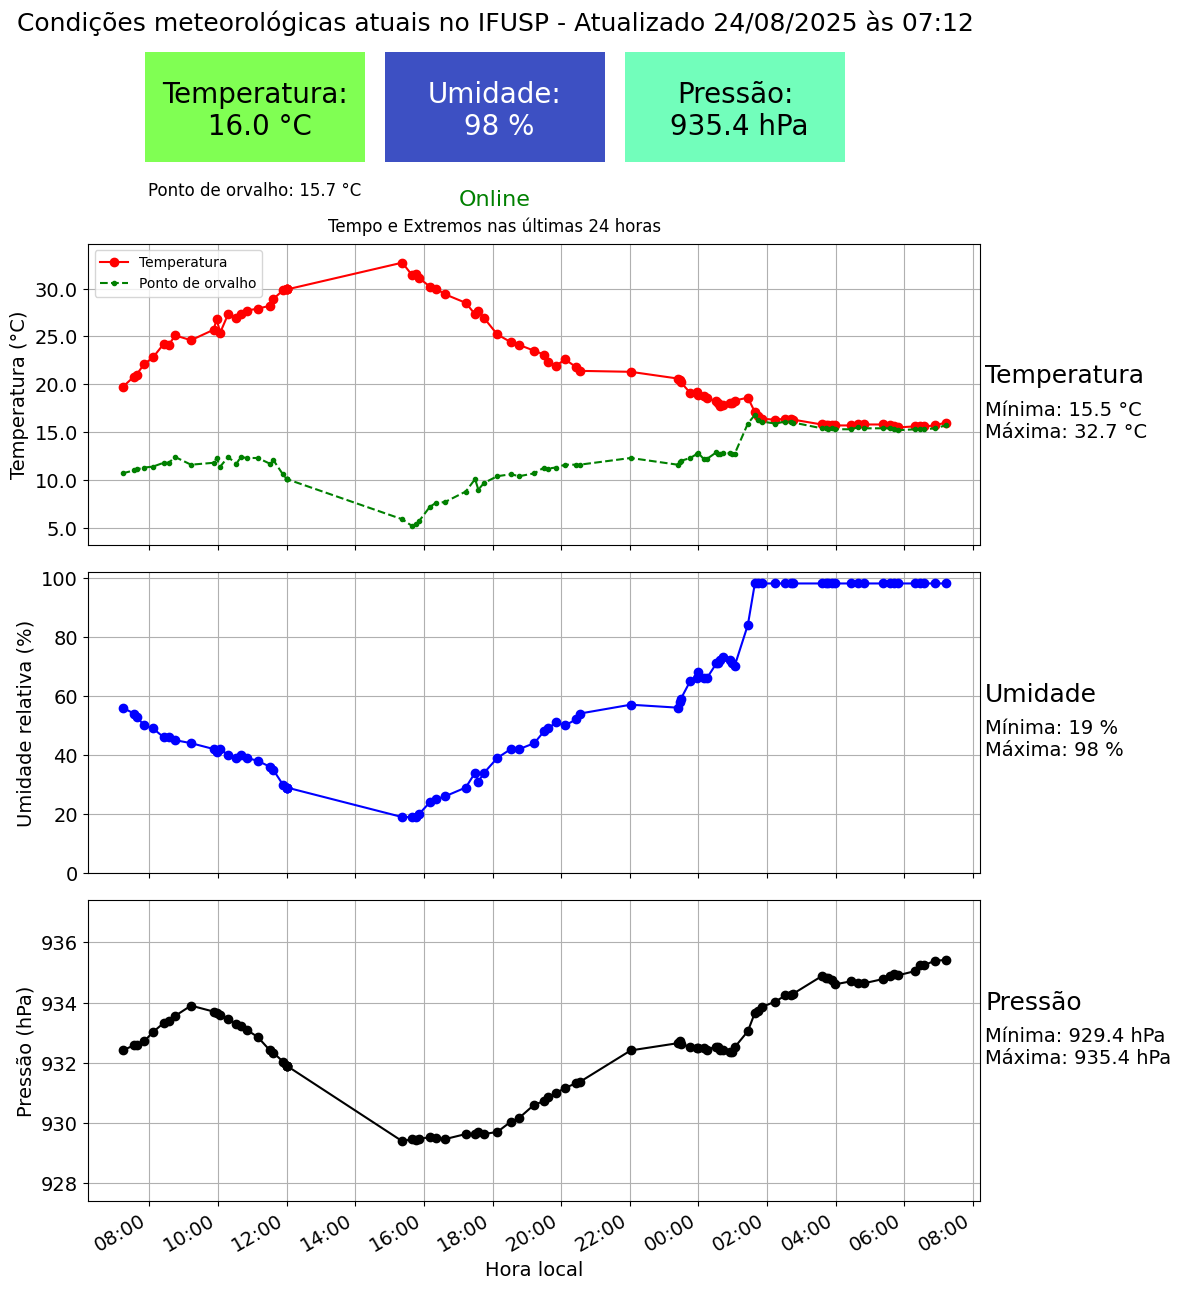 Condições meteorológicas atuais no IFUSP - Atualizado 24/08/2025 às 07:12
Temperatura:
16.0 °C
Umidade:
98 %
Pressão:
935.4 hPa
Ponto de orvalho: 15.7 °C
Online
Tempo e Extremos nas últimas 24 horas
Temperatura
Ponto de orvalho
Temperatura (°C)
30.0
25.0
20.0
15.0
10.0
5.0
Temperatura
Mínima: 15.5 °C
Máxima: 32.7 °C
Umidade relativa (%)
100
80
60
40
20
0
Umidade
Mínima: 19 %
Máxima: 98 %
Pressão (hPa)
936
934
932
930
928
Pressão
Mínima: 929.4 hPa
Máxima: 935.4 hPa
08:00 10:00 12:00 14:00 16:00 18:00 20:00 22:00 00:00 02:00 04:00 06:00 08:00
Hora local